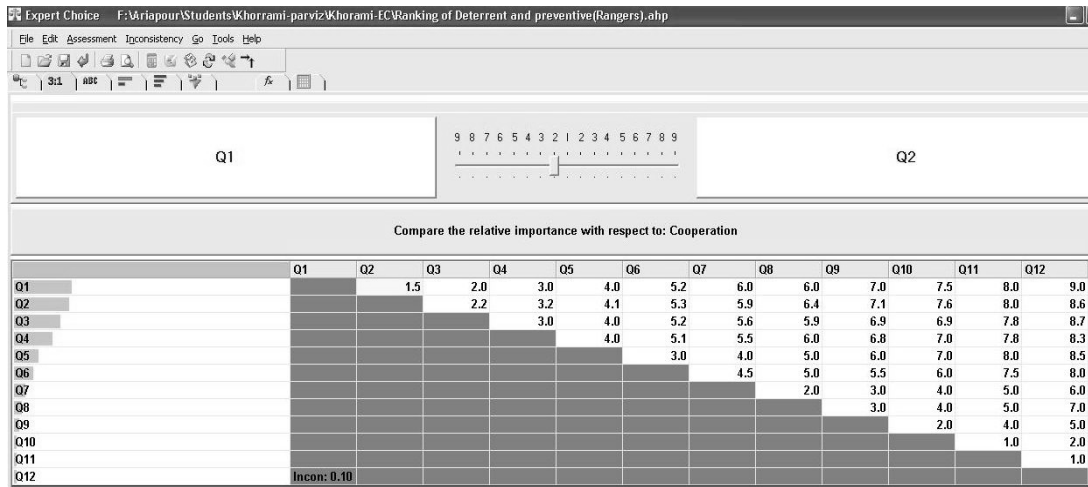 Expert Choice F:\Ariapour\Students\Khorrami-parviz\Khorami-EC\Ranking of Deterrent and preventive(Rangers).ahp
File Edit Assessment Inconsistency Go Tools Help
3:1 ABC fx
9 8 7 6 5 4 3 2 1 2 3 4 5 6 7 8 9
Q1 Q2
Compare the relative importance with respect to: Cooperation
Q1 Q2 Q3 Q4 Q5 Q6 Q7 Q8 Q9 Q10 Q11 Q12
Q1 1.5 2.0 3.0 4.0 5.2 6.0 6.0 7.0 7.5 8.0 9.0
Q2 2.2 3.2 4.1 5.3 5.9 6.4 7.1 7.6 8.0 8.6
Q3 3.0 4.0 5.2 5.6 5.9 6.9 6.9 7.8 8.7
Q4 4.0 5.1 5.5 6.0 6.8 7.0 7.8 8.3
Q5 3.0 4.0 5.0 6.0 7.0 8.0 8.5
Q6 4.5 5.0 5.5 6.0 7.5 8.0
Q7 2.0 3.0 4.0 5.0 6.0
Q8 3.0 4.0 5.0 7.0
Q9 2.0 4.0 5.0
Q10 1.0 2.0
Q11 1.0
Q12 Incon: 0.10